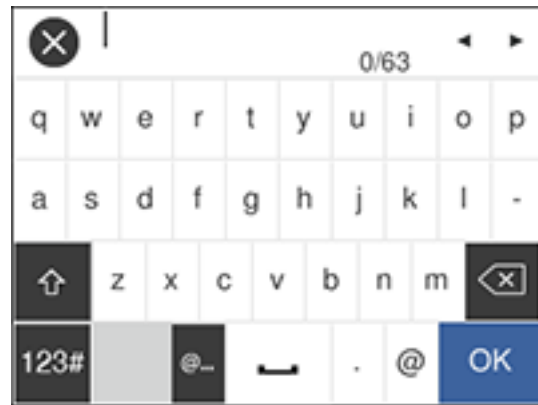 0/63
q w e r t y u i o p
a s d f g h j k l -
z x c v b n m
123# @... . @ OK